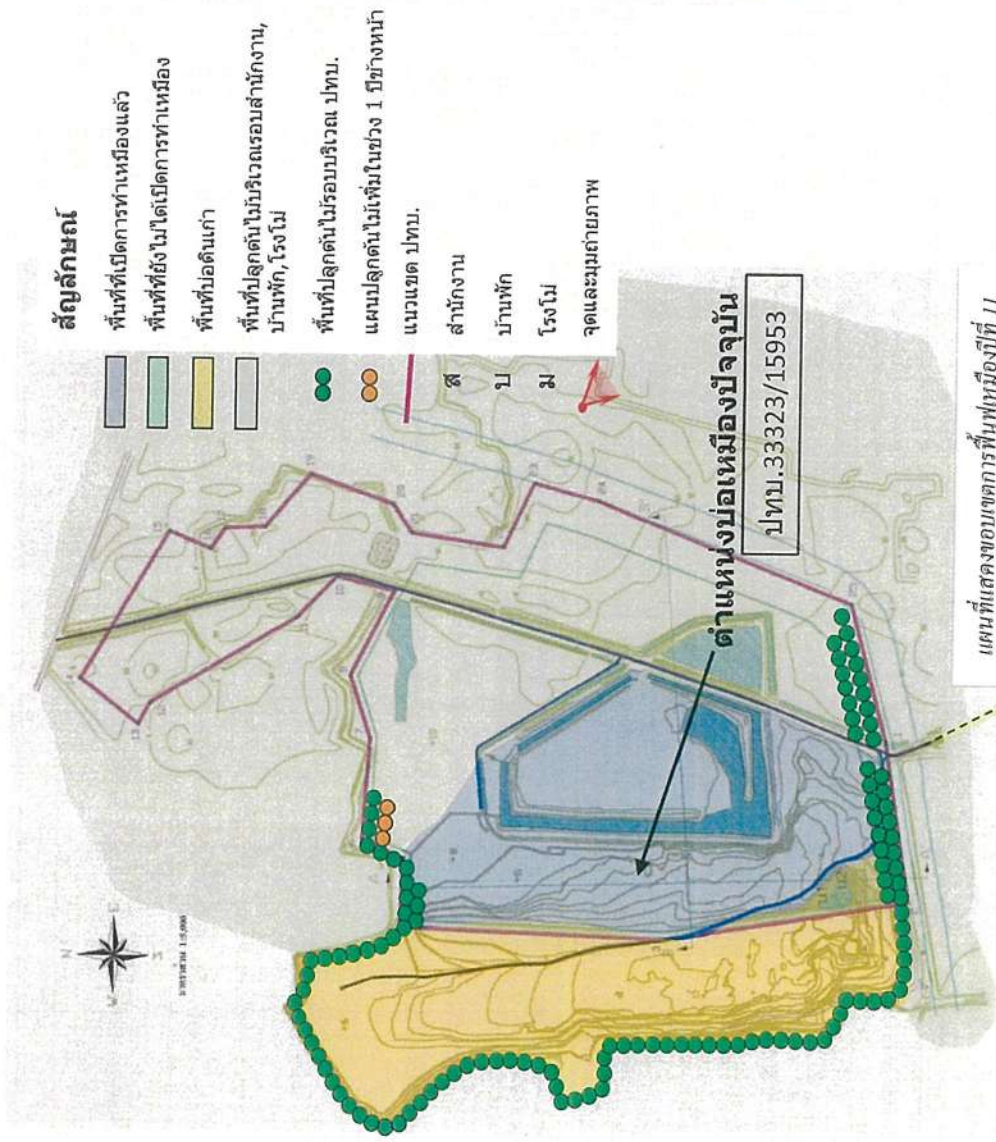 สัญลักษณ์
พื้นที่ที่เปิดการทำเหมืองแล้ว
พื้นที่ที่ยังไม่ได้เปิดการทำเหมือง
พื้นที่บ่อดินเก่า
พื้นที่ปลูกต้นไม้บริเวณรอบสำนักงาน,
บ้านพัก,โรงโม่
พื้นที่ปลูกต้นไม้รอบบริเวณ ปทบ.
แผนปลูกต้นไม้เพิ่มในช่วง 1 ปีข้างหน้า
แนวเขต ปทบ.
ส สำนักงาน
บ บ้านพัก
ม โรงโม่
จุดและมุมถ่ายภาพ
ตำแหน่งบ่อเหมืองปัจจุบัน
ปทบ.33323/15953
แผนที่แสดงขอบเขตการฟื้นฟูเหมืองปีที่ 11